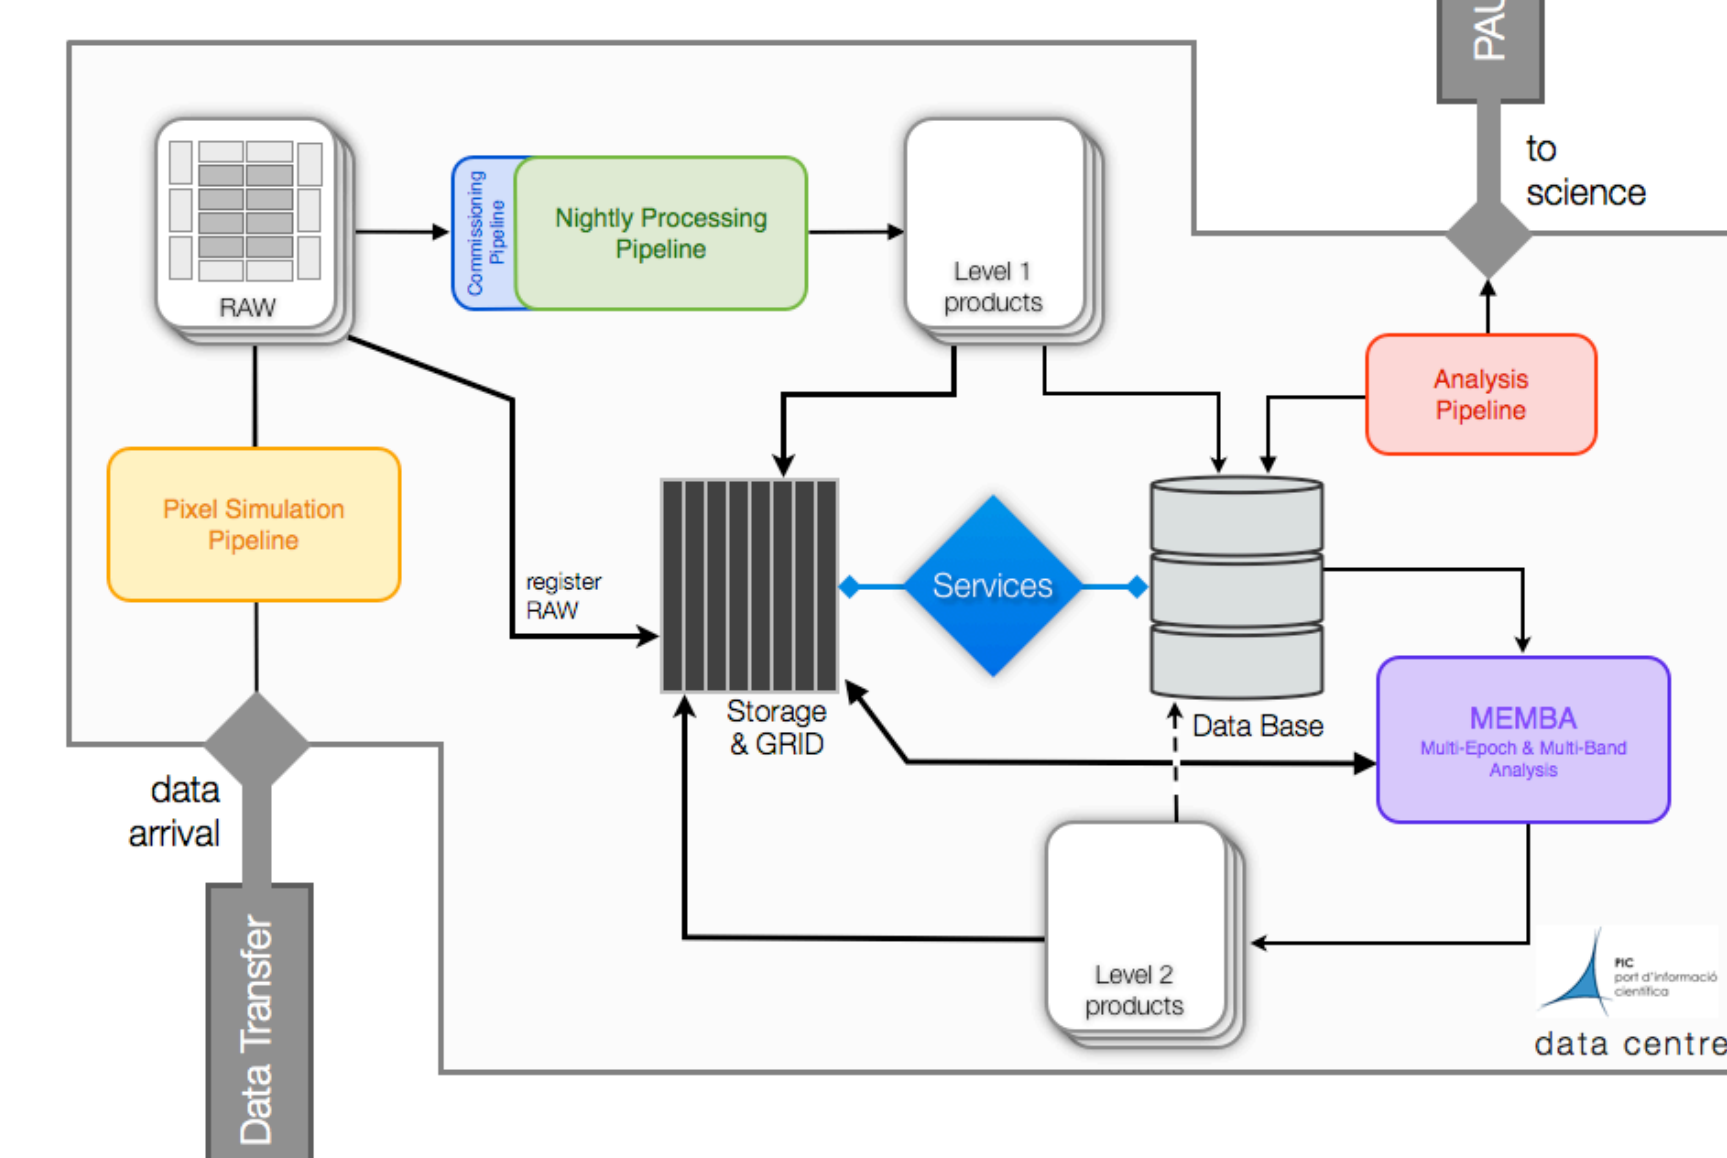 PAU
to
science
RAW
Commissioning
Pipeline
Nightly Processing
Pipeline
Level 1
products
Analysis
Pipeline
Pixel Simulation
Pipeline
register
RAW
Services
Storage
& GRID
Data Base
MEMBA
Multi-Epoch & Multi-Band
Analysis
data
arrival
Data Transfer
Level 2
products
PIC
port d'informació
científica
data centre